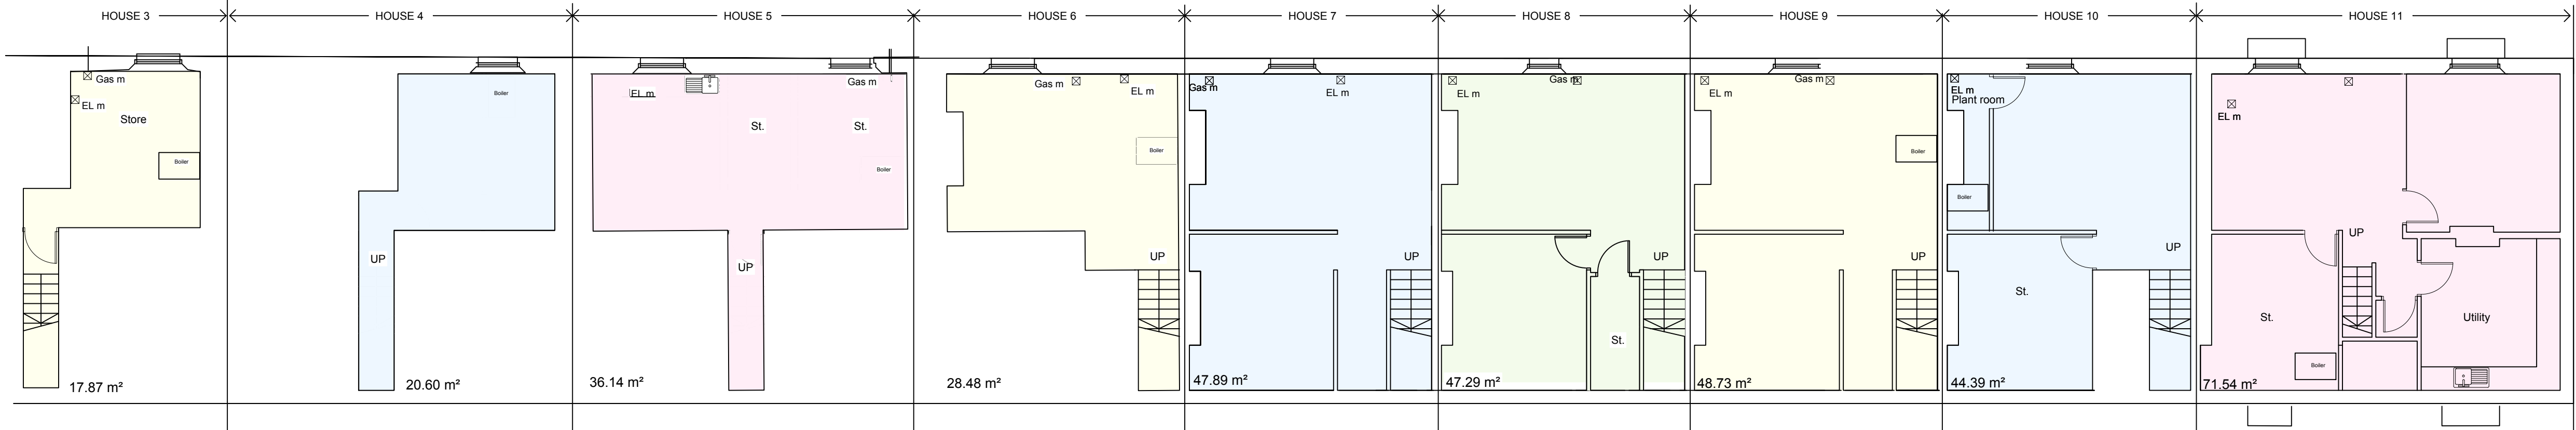 HOUSE 3
HOUSE 4
HOUSE 5
HOUSE 6
HOUSE 7
HOUSE 8
HOUSE 9
HOUSE 10
HOUSE 11
Gas m
EL m
Store
Boiler
17.87 m²
Boiler
UP
20.60 m²
EL m
Gas m
St.
St.
Boiler
UP
36.14 m²
Gas m
EL m
Boiler
UP
28.48 m²
Gas m
EL m
UP
47.89 m²
EL m
Gas m
UP
St.
47.29 m²
EL m
Gas m
Boiler
UP
48.73 m²
EL m
Plant room
Boiler
UP
St.
44.39 m²
EL m
UP
St.
Utility
Boiler
71.54 m²